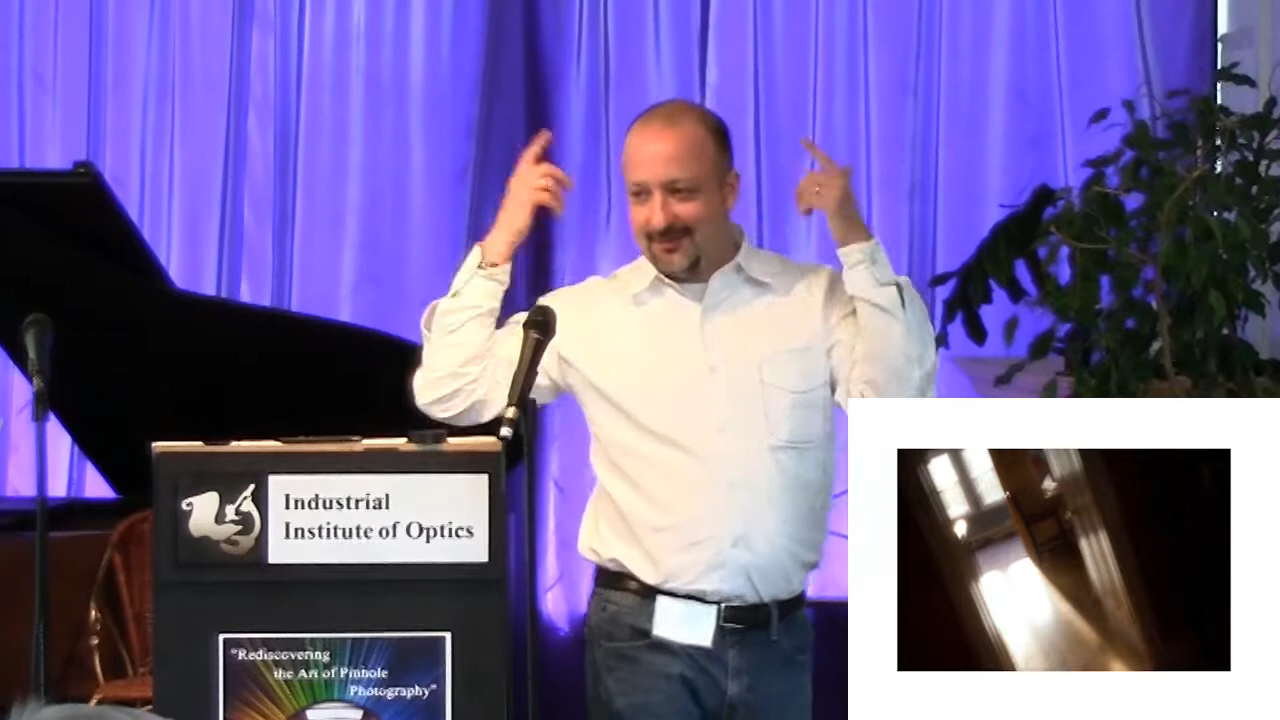 Industrial
Institute of Optics
"Rediscovering
the Art of Pinhole
Photography"